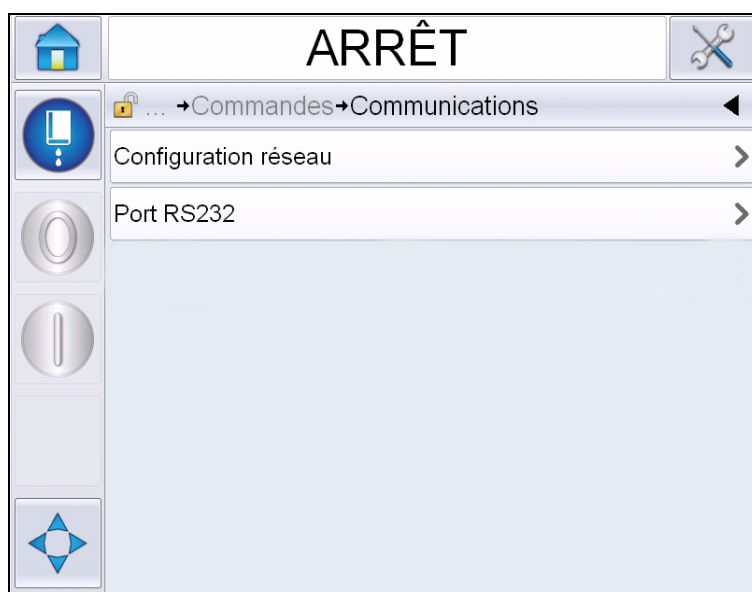 ARRÊT
... →Commandes→Communications
Configuration réseau
Port RS232